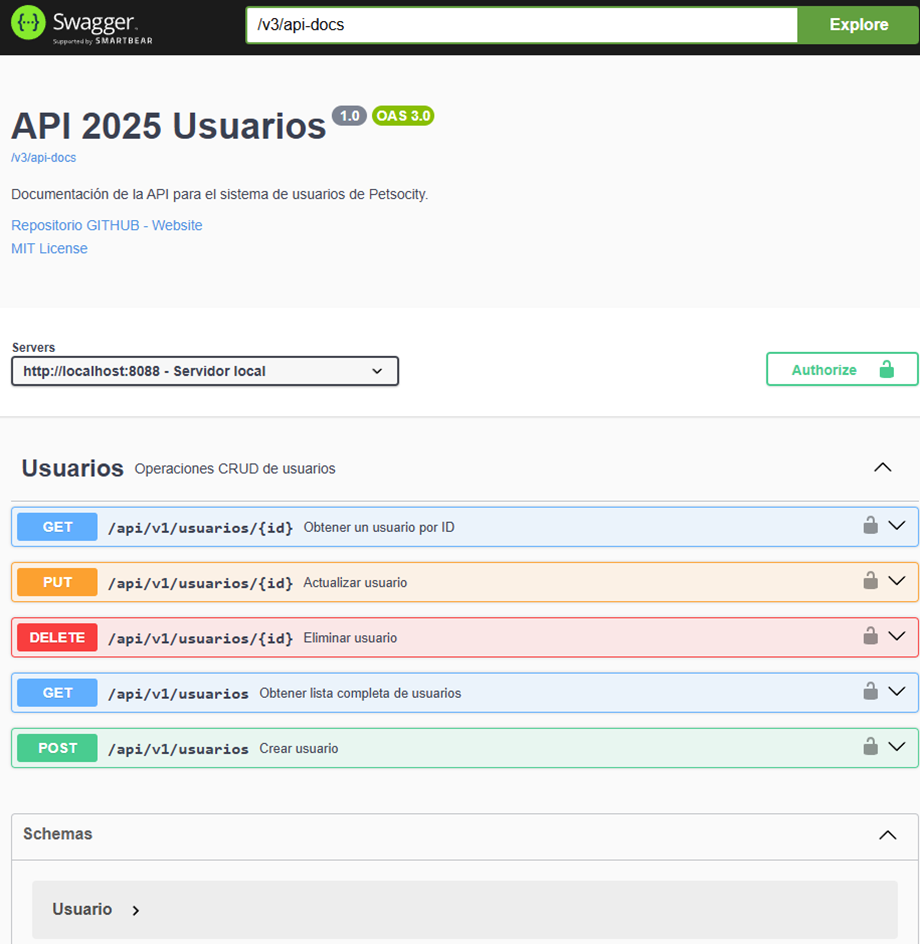 Swagger.
Supported by SMARTBEAR
/v3/api-docs
Explore
API 2025 Usuarios 1.0 OAS 3.0
/v3/api-docs
Documentación de la API para el sistema de usuarios de Petsocity.
Repositorio GITHUB - Website
MIT License
Servers
http://localhost:8088 - Servidor local
Authorize
Usuarios Operaciones CRUD de usuarios
GET /api/v1/usuarios/{id} Obtener un usuario por ID
PUT /api/v1/usuarios/{id} Actualizar usuario
DELETE /api/v1/usuarios/{id} Eliminar usuario
GET /api/v1/usuarios Obtener lista completa de usuarios
POST /api/v1/usuarios Crear usuario
Schemas
Usuario